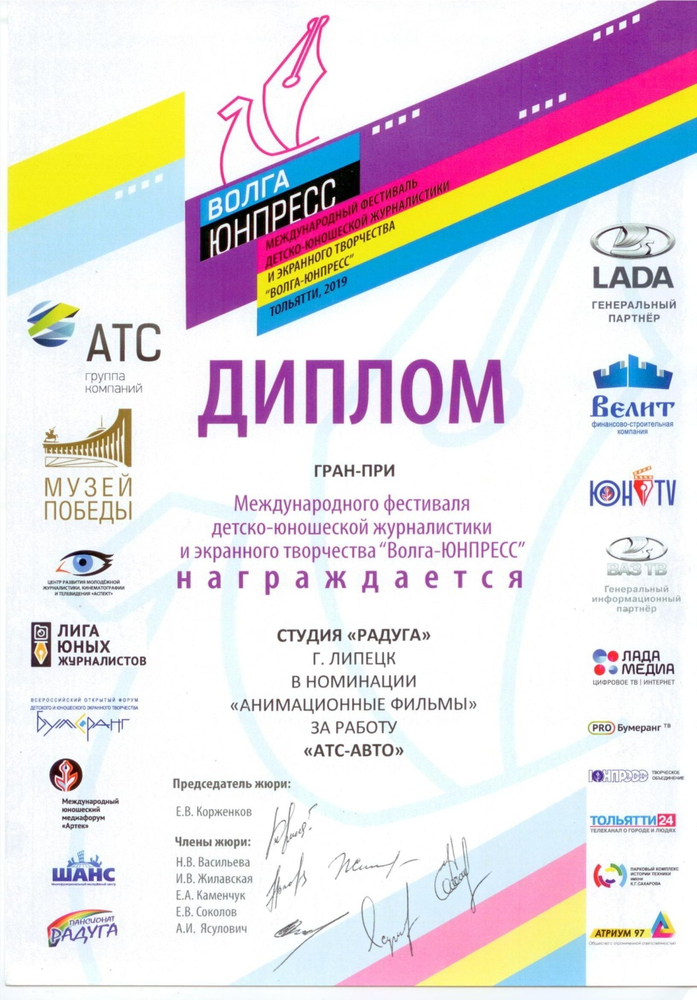 ВОЛГА
ЮНПРЕСС
МЕЖДУНАРОДНЫЙ ФЕСТИВАЛЬ
ДЕТСКО-ЮНОШЕСКОЙ ЖУРНАЛИСТИКИ
И ЭКРАННОГО ТВОРЧЕСТВА
"ВОЛГА-ЮНПРЕСС"
ТОЛЬЯТТИ, 2019
АТС
группа
компаний
МУЗЕЙ
ПОБЕДЫ
ЦЕНТР РАЗВИТИЯ МОЛОДЁЖНОЙ
ЖУРНАЛИСТИКИ, КИНЕМАТОГРАФИИ
И ТЕЛЕВИДЕНИЯ «АСПЕКТ»
ЛИГА
ЮНЫХ
ЖУРНАЛИСТОВ
ВСЕРОССИЙСКИЙ ОТКРЫТЫЙ ФОРУМ
ДЕТСКОГО И ЮНОШЕСКОГО ЭКРАННОГО ТВОРЧЕСТВА
БУМЕРАНГ
Международный
юношеский
медиафорум
«Артек»
ШАНС
Многофункциональный молодёжный центр
ПАНСИОНАТ
РАДУГА
ДИПЛОМ
ГРАН-ПРИ
Международного фестиваля
детско-юношеской журналистики
и экранного творчества "Волга-ЮНПРЕСС"
награждается
СТУДИЯ «РАДУГА»
Г. ЛИПЕЦК
В НОМИНАЦИИ
«АНИМАЦИОННЫЕ ФИЛЬМЫ»
ЗА РАБОТУ
«АТС-АВТО»
Председатель жюри:
Е.В. Корженков
Члены жюри:
Н.В. Васильева
И.В. Жилавская
Е.А. Каменчук
Е.В. Соколов
А.И. Ясулович
LADA
ГЕНЕРАЛЬНЫЙ
ПАРТНЁР
ВЕЛИТ
финансово-строительная
компания
ЮН TV
ВАЗ ТВ
Генеральный
информационный
партнёр
ЛАДА
МЕДИА
ЦИФРОВОЕ ТВ | ИНТЕРНЕТ
PRO Бумеранг ТВ
ЮНПРЕСС ТВОРЧЕСКОЕ
ОБЪЕДИНЕНИЕ
ТОЛЬЯТТИ 24
ТЕЛЕКАНАЛ О ГОРОДЕ И ЛЮДЯХ
ПАРКОВЫЙ КОМПЛЕКС
ИСТОРИИ ТЕХНИКИ
ИМЕНИ
К.Г.САХАРОВА
АТРИУМ 97
Общество с ограниченной ответственностью